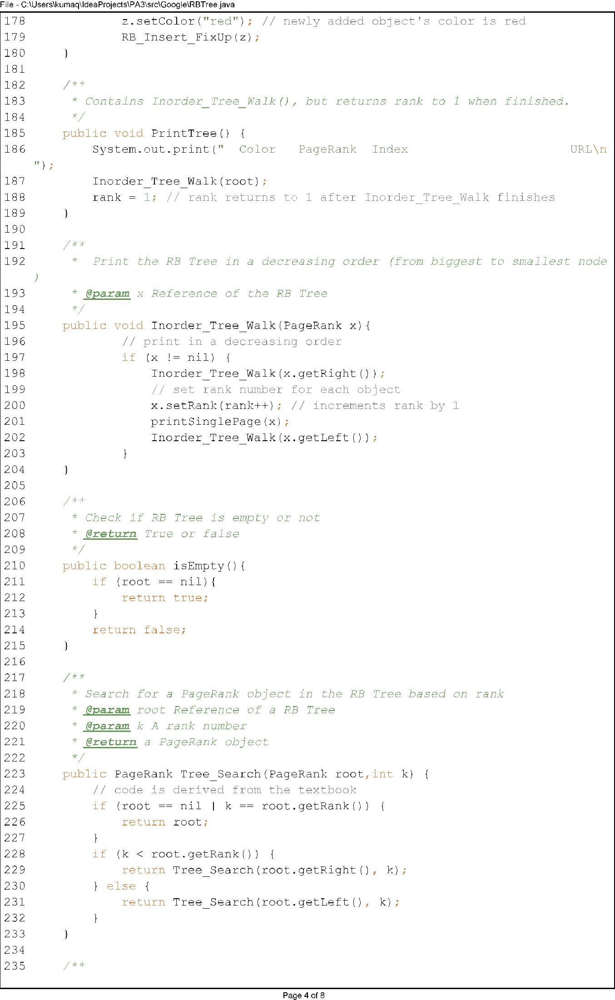 File - C:\Users\kumaq\IdeaProjects\PA3\src\Google\RBTree.java
178             z.setColor("red"); // newly added object's color is red
179             RB_Insert_FixUp(z);
180     }
181
182     /**
183      * Contains Inorder_Tree_Walk(), but returns rank to 1 when finished.
184      */
185     public void PrintTree() {
186         System.out.print("  Color   PageRank  Index                      URL\n
");
187         Inorder_Tree_Walk(root);
188         rank = 1; // rank returns to 1 after Inorder_Tree_Walk finishes
189     }
190
191     /**
192      *  Print the RB Tree in a decreasing order (from biggest to smallest node
)
193      * @param x Reference of the RB Tree
194      */
195     public void Inorder_Tree_Walk(PageRank x){
196             // print in a decreasing order
197             if (x != nil) {
198                 Inorder_Tree_Walk(x.getRight());
199                 // set rank number for each object
200                 x.setRank(rank++); // increments rank by 1
201                 printSinglePage(x);
202                 Inorder_Tree_Walk(x.getLeft());
203             }
204     }
205
206     /**
207      * Check if RB Tree is empty or not
208      * @return True or false
209      */
210     public boolean isEmpty(){
211         if (root == nil){
212             return true;
213         }
214         return false;
215     }
216
217     /**
218      * Search for a PageRank object in the RB Tree based on rank
219      * @param root Reference of a RB Tree
220      * @param k A rank number
221      * @return a PageRank object
222      */
223     public PageRank Tree_Search(PageRank root,int k) {
224         // code is derived from the textbook
225         if (root == nil | k == root.getRank()) {
226             return root;
227         }
228         if (k < root.getRank()) {
229             return Tree_Search(root.getRight(), k);
230         } else {
231             return Tree_Search(root.getLeft(), k);
232         }
233     }
234
235     /**
Page 4 of 8